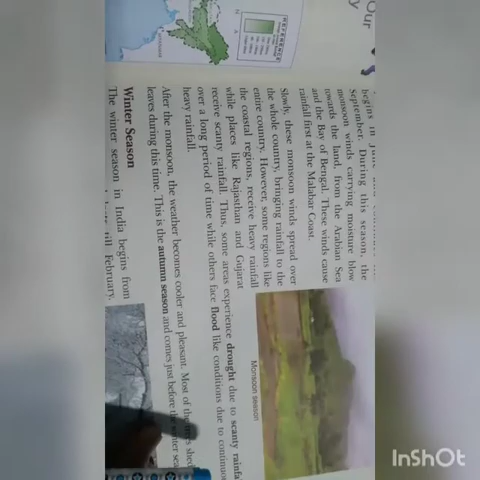 Our
REFERENCE
N
A
begins in June and continues
September. During this season, the
monsoon winds carrying moisture blow
towards the land from the Arabian Sea
and the Bay of Bengal. These winds cause
rainfall first at the Malabar Coast.
Slowly, these monsoon winds spread over
the whole country, bringing rainfall to the
entire country. However, some regions like
the coastal regions, receive heavy rainfall
while places like Rajasthan and Gujarat
receive scanty rainfall. Thus, some areas experience drought due to scanty rainfa
over a long period of time while others face flood like conditions due to continuou
heavy rainfall.
Monsoon season
After the monsoon, the weather becomes cooler and pleasant. Most of the trees shed
leaves during this time. This is the autumn season and comes just before the winter sea
Winter Season
The winter season in India begins from
till February.
InShOt